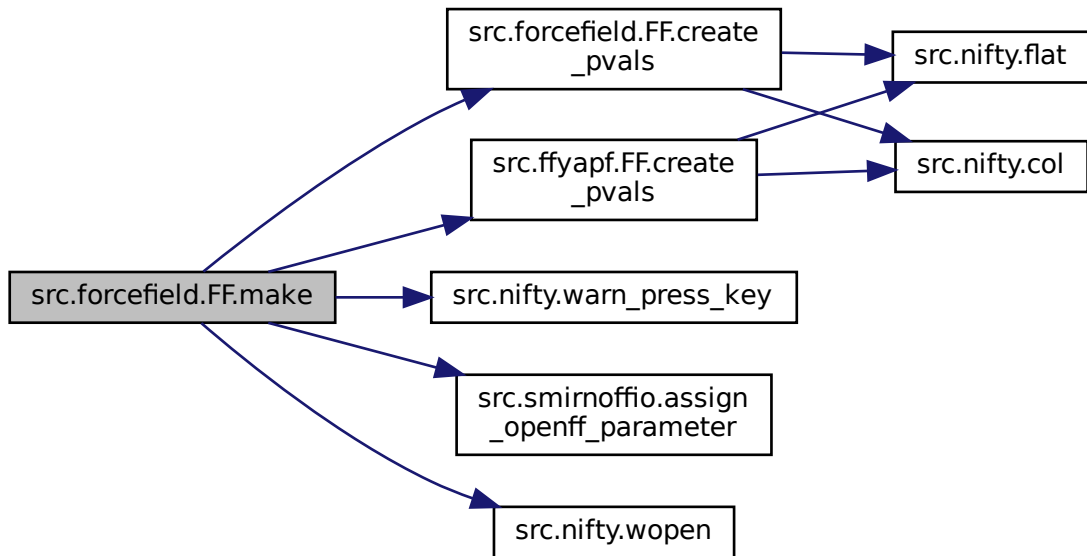 src.forcefield.FF.create
_pvals
src.nifty.flat
src.ffyapf.FF.create
_pvals
src.nifty.col
src.forcefield.FF.make
src.nifty.warn_press_key
src.smirnoffio.assign
_openff_parameter
src.nifty.wopen